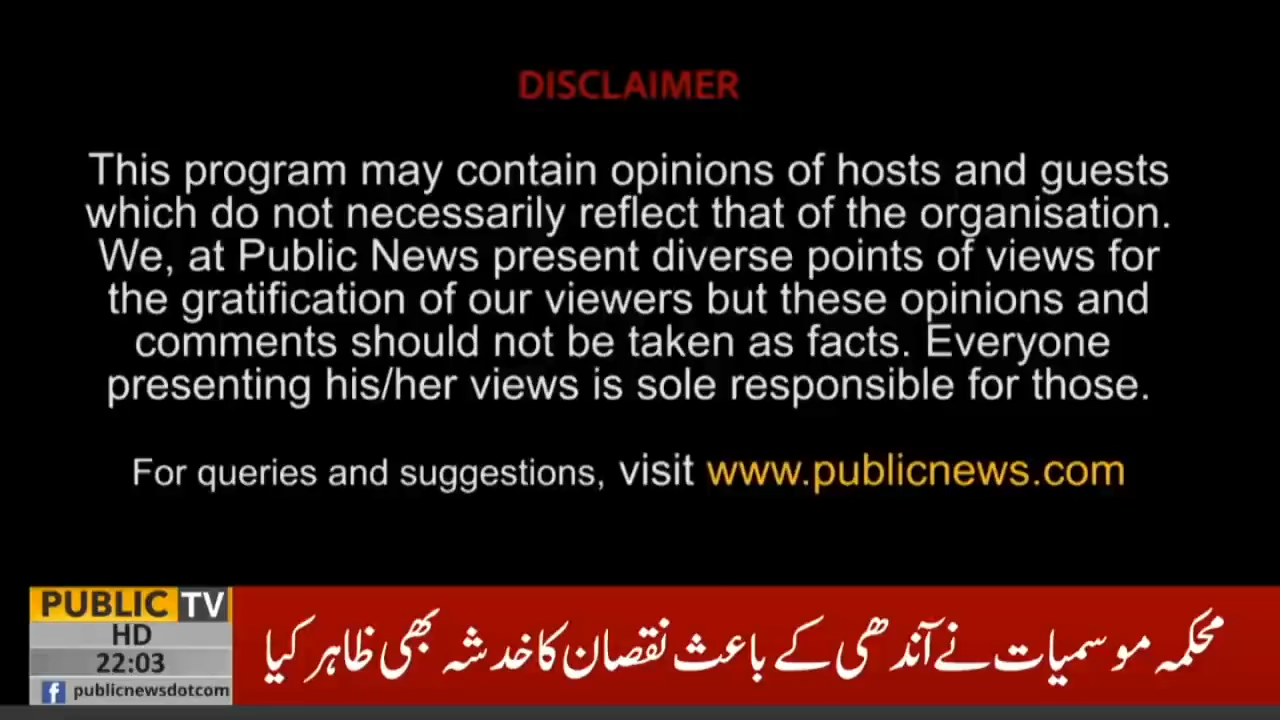 DISCLAIMER
This program may contain opinions of hosts and guests
which do not necessarily reflect that of the organisation.
We, at Public News present diverse points of views for
the gratification of our viewers but these opinions and
comments should not be taken as facts. Everyone
presenting his/her views is sole responsible for those.
For queries and suggestions, visit www.publicnews.com
PUBLIC TV
HD
22:03
publicnewsdotcom
محکمہ موسمیات نے آندھی کے باعث نقصان کا خدشہ بھی ظاہر کیا